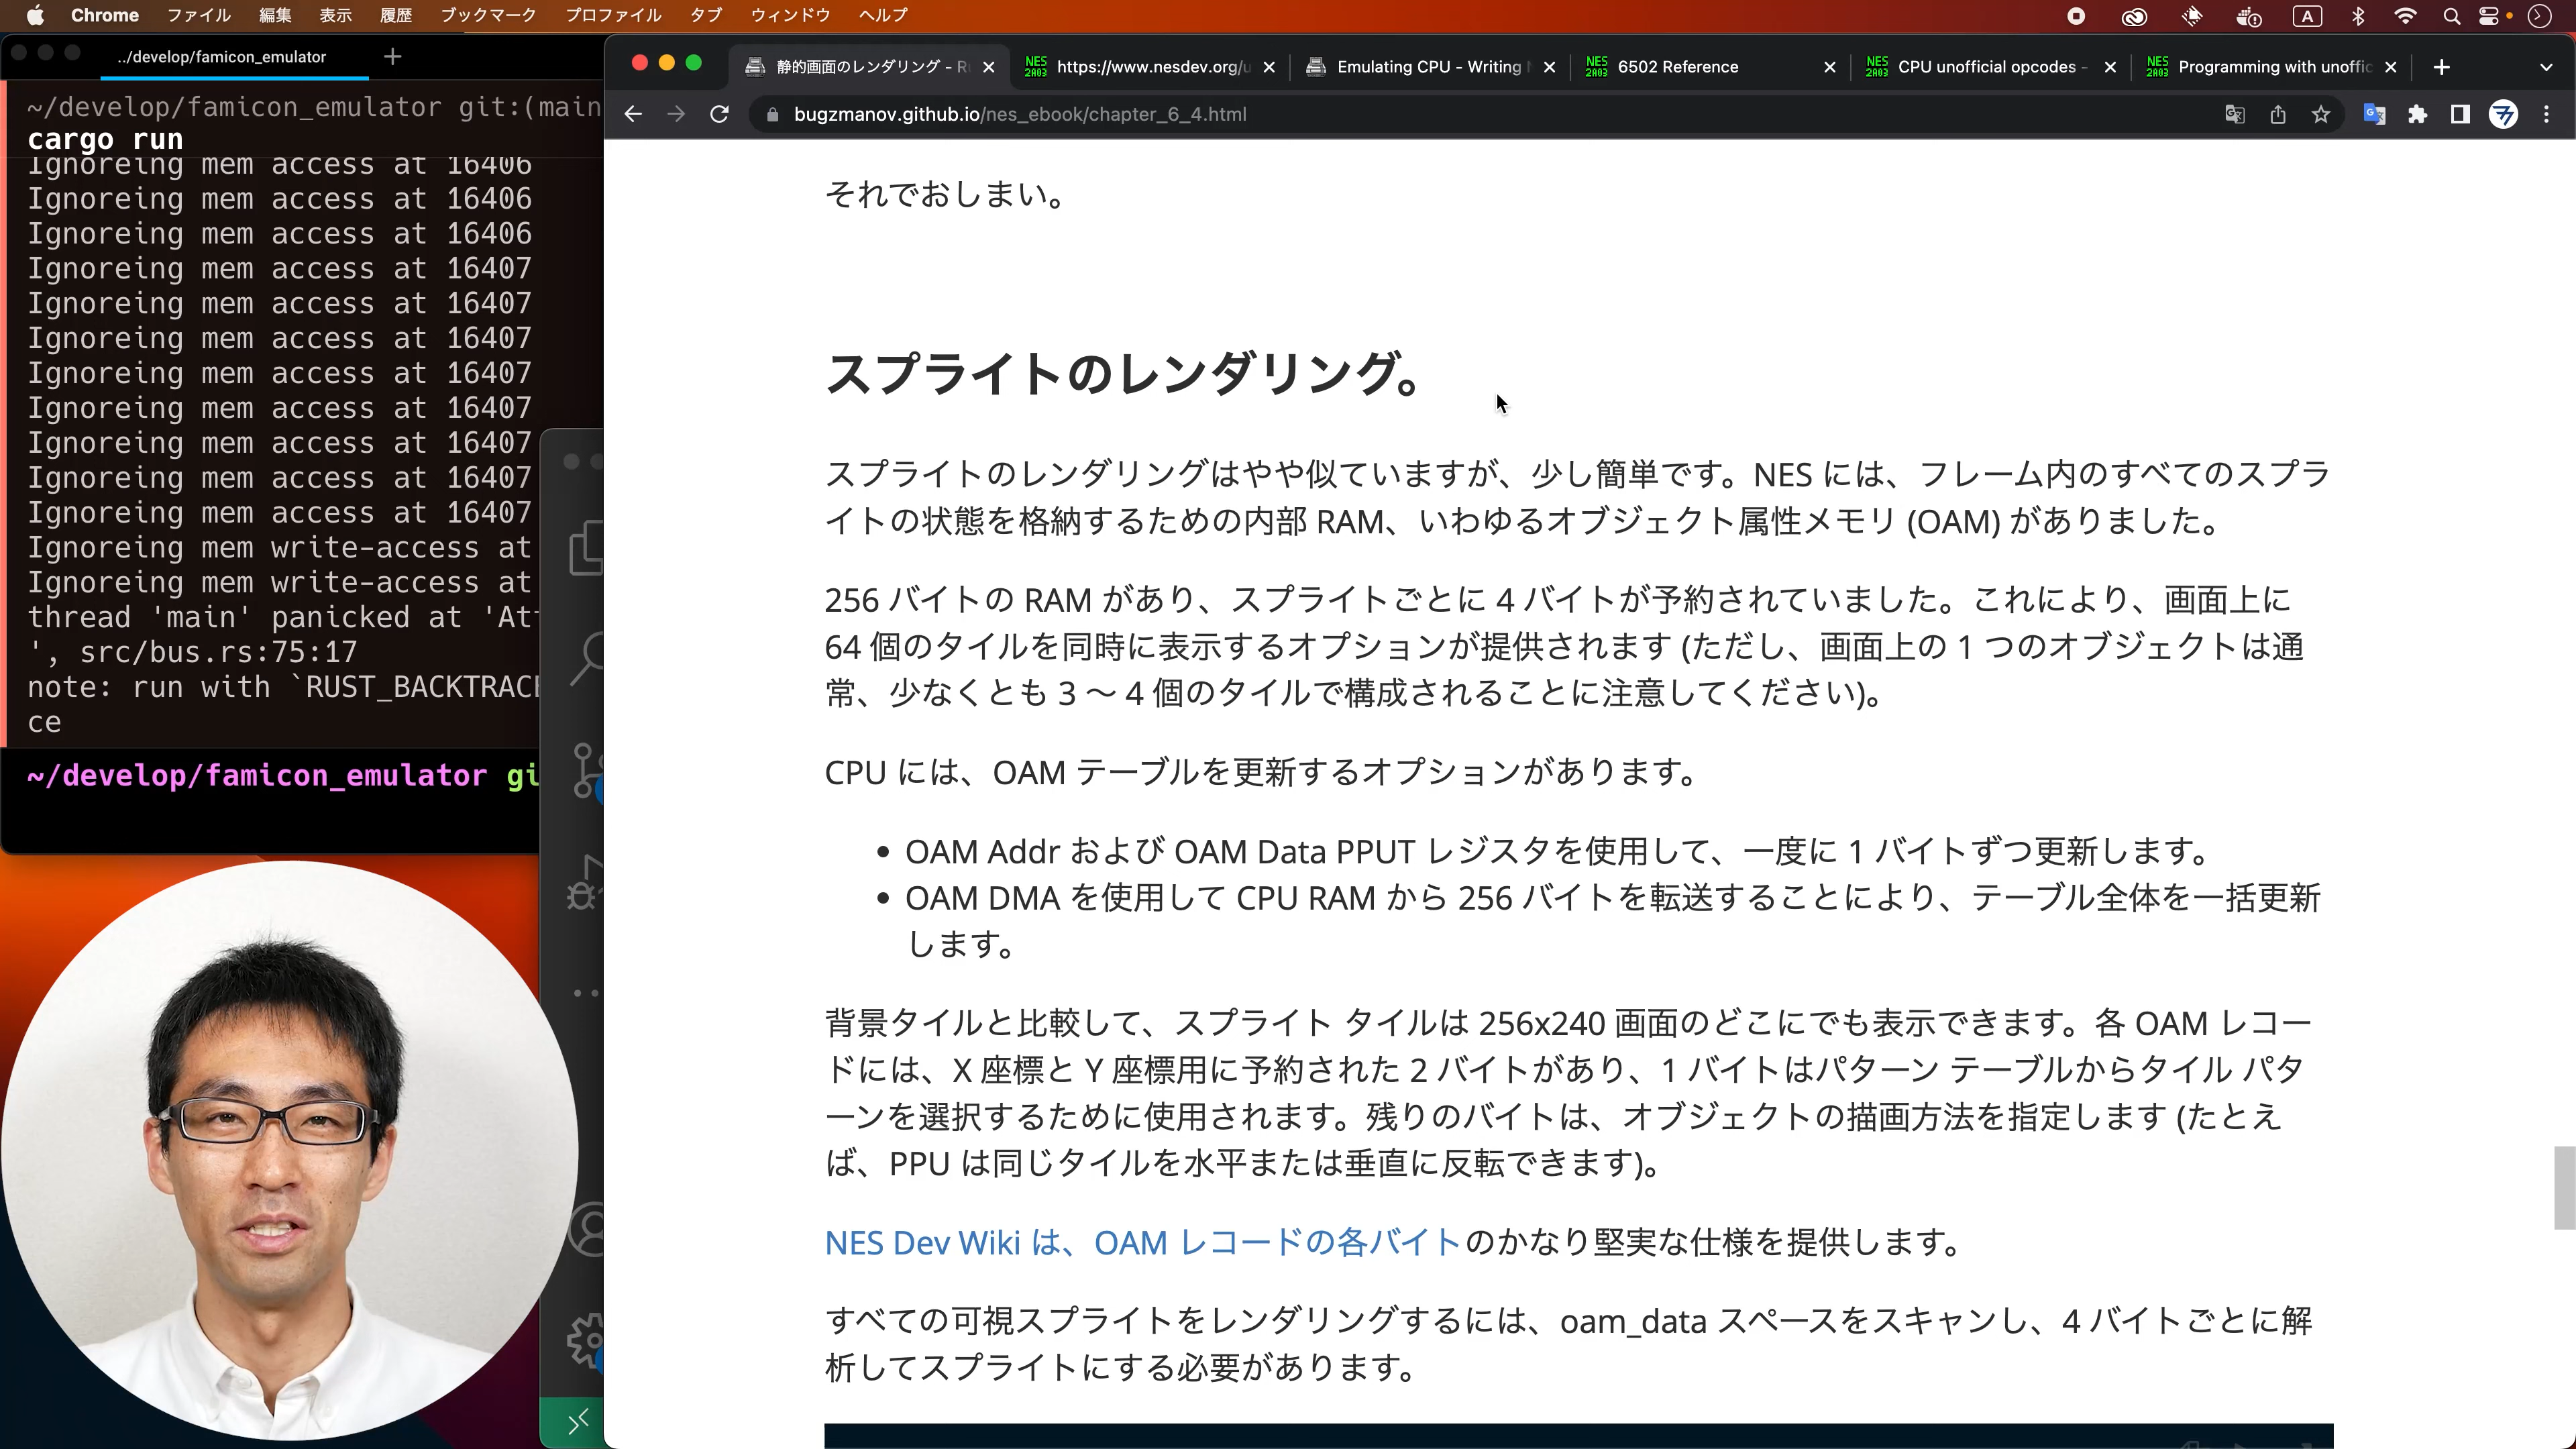 Chrome ファイル 編集 表示 履歴 ブックマーク プロファイル タブ ウィンドウ ヘルプ
A
../develop/famicon_emulator
~/develop/famicon_emulator git:(main
cargo run
Ignoreing mem access at 16406
Ignoreing mem access at 16406
Ignoreing mem access at 16406
Ignoreing mem access at 16407
Ignoreing mem access at 16407
Ignoreing mem access at 16407
Ignoreing mem access at 16407
Ignoreing mem access at 16407
Ignoreing mem access at 16407
Ignoreing mem access at 16407
Ignoreing mem access at 16407
Ignoreing mem write-access at
Ignoreing mem write-access at
thread 'main' panicked at 'At
', src/bus.rs:75:17
note: run with `RUST_BACKTRAC
ce
~/develop/famicon_emulator gi
静的画面のレンダリング - R
NES 2A03 https://www.nesdev.org/
Emulating CPU - Writing
NES 2A03 6502 Reference
NES 2A03 CPU unofficial opcodes -
NES 2A03 Programming with unoffic
bugzmanov.github.io/nes_ebook/chapter_6_4.html
それでおしまい。
スプライトのレンダリング。
スプライトのレンダリングはやや似ていますが、少し簡単です。NES には、フレーム内のすべてのスプラ
イトの状態を格納するための内部 RAM、いわゆるオブジェクト属性メモリ (OAM) がありました。
256 バイトの RAM があり、スプライトごとに 4 バイトが予約されていました。これにより、画面上に
64 個のタイルを同時に表示するオプションが提供されます (ただし、画面上の 1 つのオブジェクトは通
常、少なくとも 3 〜 4 個のタイルで構成されることに注意してください)。
CPU には、OAM テーブルを更新するオプションがあります。
• OAM Addr および OAM Data PPUT レジスタを使用して、一度に 1 バイトずつ更新します。
• OAM DMA を使用して CPU RAM から 256 バイトを転送することにより、テーブル全体を一括更新
します。
背景タイルと比較して、スプライト タイルは 256x240 画面のどこにでも表示できます。各 OAM レコー
ドには、X 座標と Y 座標用に予約された 2 バイトがあり、1 バイトはパターン テーブルからタイル パタ
ーンを選択するために使用されます。残りのバイトは、オブジェクトの描画方法を指定します (たとえ
ば、PPU は同じタイルを水平または垂直に反転できます)。
NES Dev Wiki は、OAM レコードの各バイトのかなり堅実な仕様を提供します。
すべての可視スプライトをレンダリングするには、oam_data スペースをスキャンし、4 バイトごとに解
析してスプライトにする必要があります。